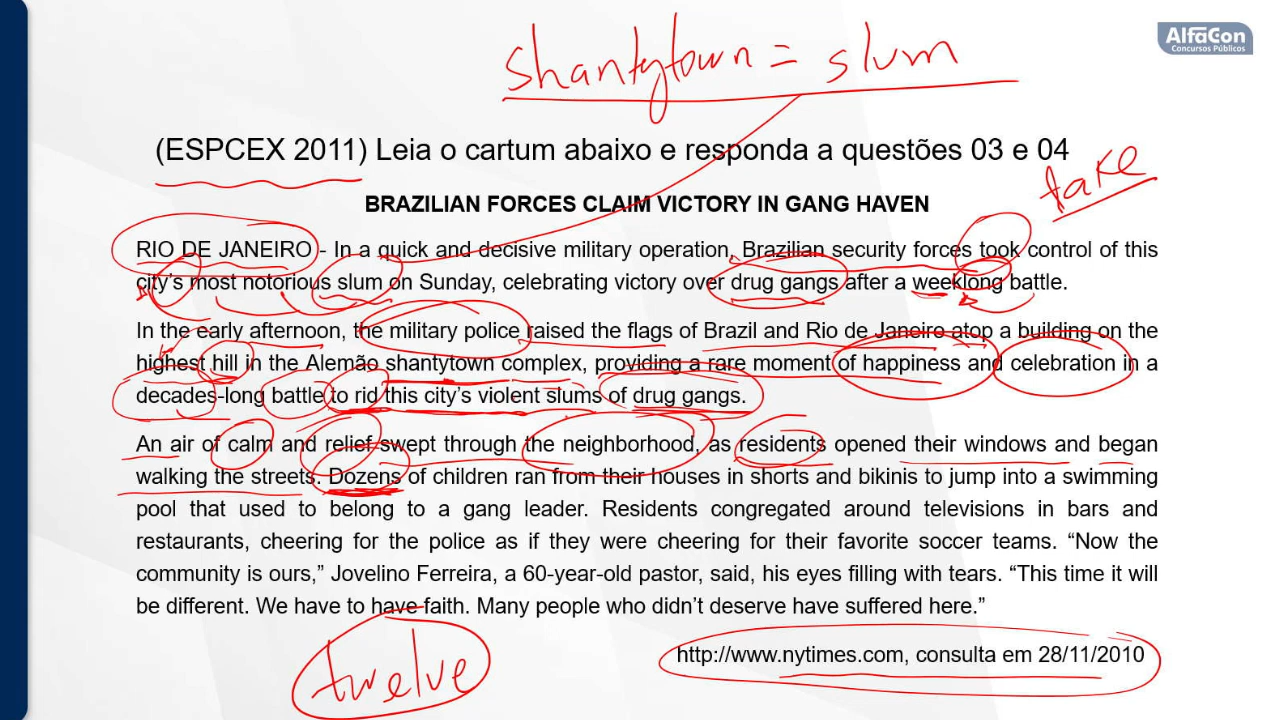 AlfaCon
Concursos Públicos
shantytown = slum
(ESPCEX 2011) Leia o cartum abaixo e responda a questões 03 e 04
take
BRAZILIAN FORCES CLAIM VICTORY IN GANG HAVEN
RIO DE JANEIRO - In a quick and decisive military operation, Brazilian security forces took control of this
city's most notorious slum on Sunday, celebrating victory over drug gangs after a weeklong battle.
In the early afternoon, the military police raised the flags of Brazil and Rio de Janeiro atop a building on the
highest hill in the Alemão shantytown complex, providing a rare moment of happiness and celebration in a
decades-long battle to rid this city's violent slums of drug gangs.
An air of calm and relief swept through the neighborhood, as residents opened their windows and began
walking the streets. Dozens of children ran from their houses in shorts and bikinis to jump into a swimming
pool that used to belong to a gang leader. Residents congregated around televisions in bars and
restaurants, cheering for the police as if they were cheering for their favorite soccer teams. “Now the
community is ours,” Jovelino Ferreira, a 60-year-old pastor, said, his eyes filling with tears. “This time it will
be different. We have to have faith. Many people who didn't deserve have suffered here.”
twelve
http://www.nytimes.com, consulta em 28/11/2010